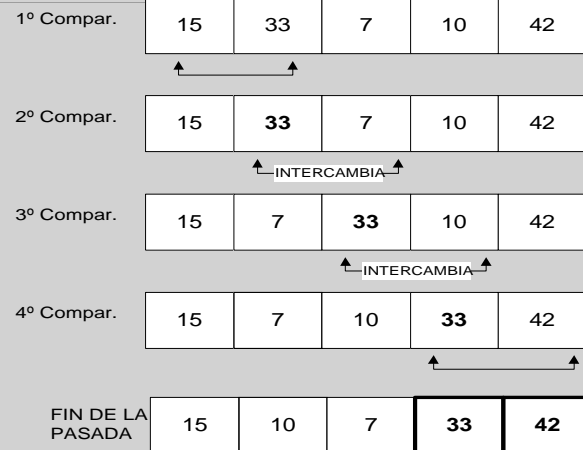 1º Compar. 15 33 7 10 42
2º Compar. 15 33 7 10 42
INTERCAMBIA
3º Compar. 15 7 33 10 42
INTERCAMBIA
4º Compar. 15 7 10 33 42
FIN DE LA
PASADA 15 10 7 33 42